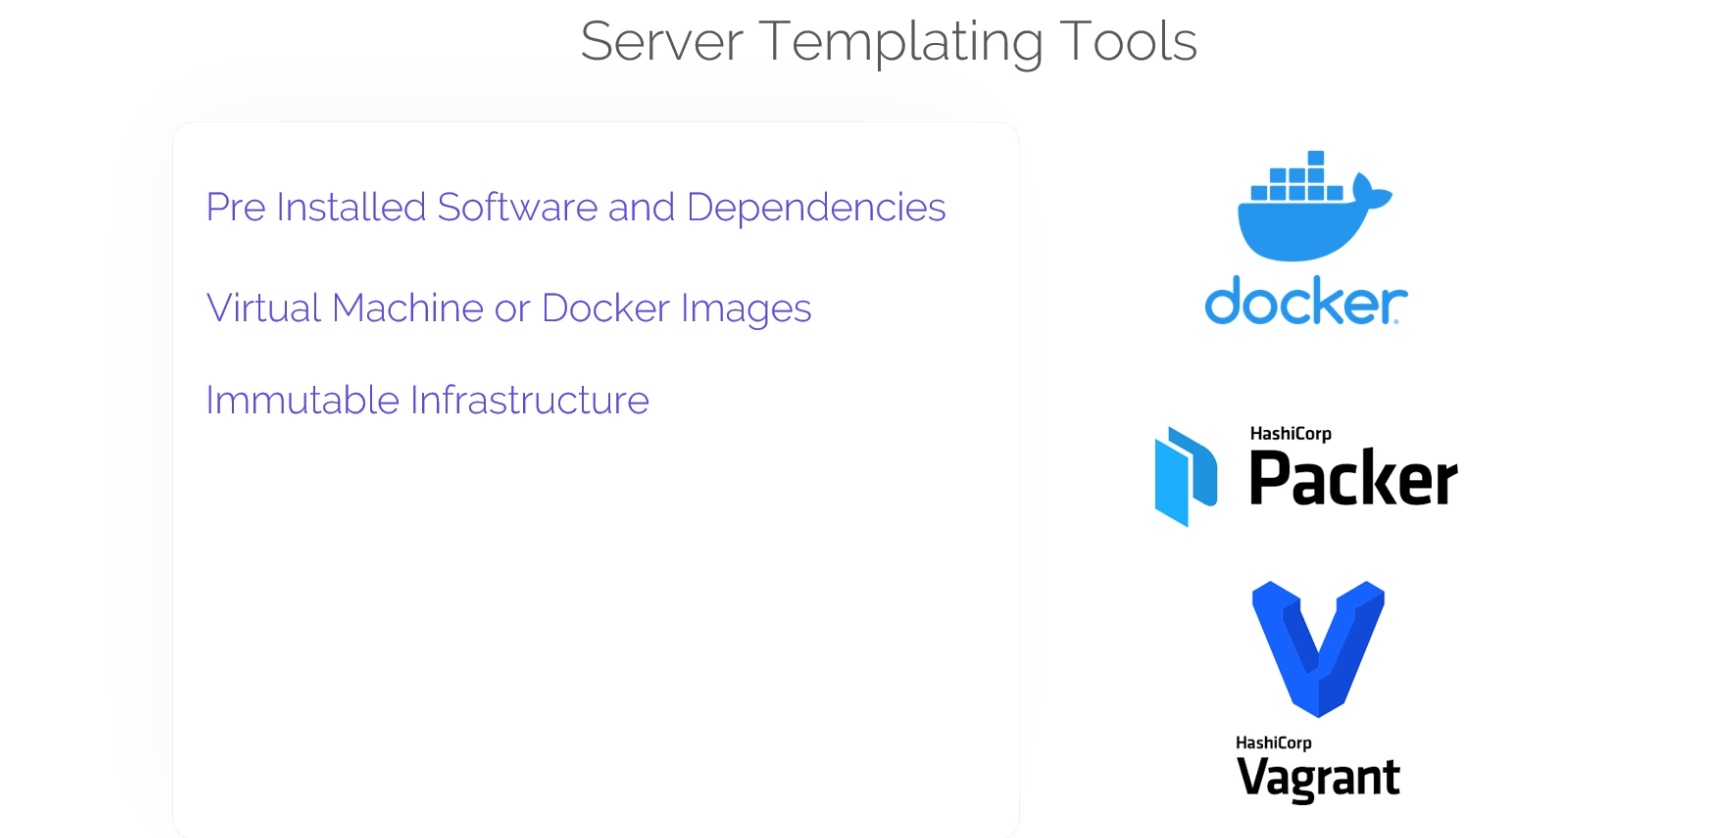 Server Templating Tools
Pre Installed Software and Dependencies
Virtual Machine or Docker Images
Immutable Infrastructure
docker
HashiCorp
Packer
HashiCorp
Vagrant